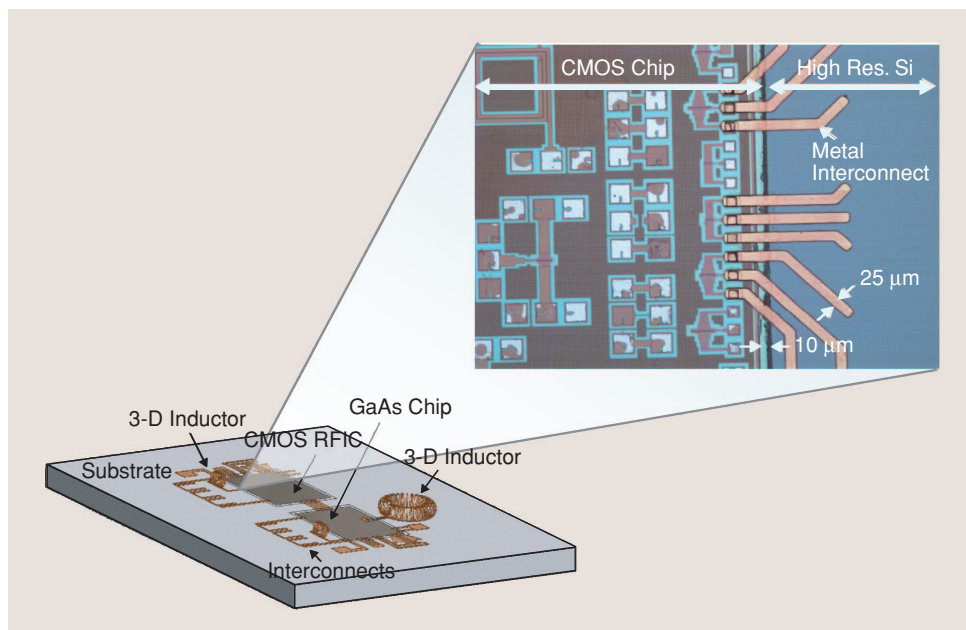 CMOS Chip
High Res. Si
Metal
Interconnect
25 μm
10 μm
GaAs Chip
3-D Inductor
CMOS RFIC
3-D Inductor
Substrate
Interconnects